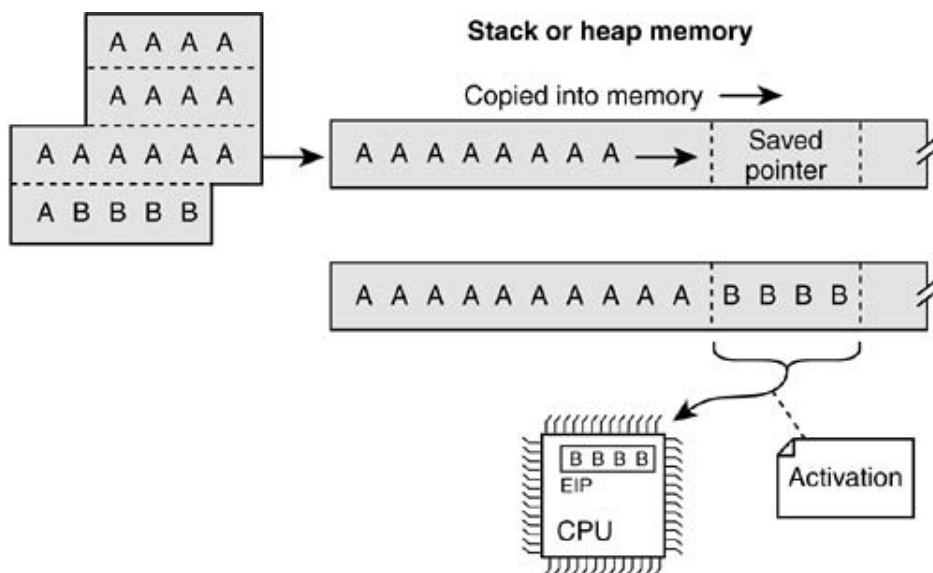 A A A A
A A A A
A A A A A A
A B B B B
Stack or heap memory
Copied into memory
A A A A A A A A
Saved
pointer
A A A A A A A A A A B B B B
B B B B
EIP
CPU
Activation